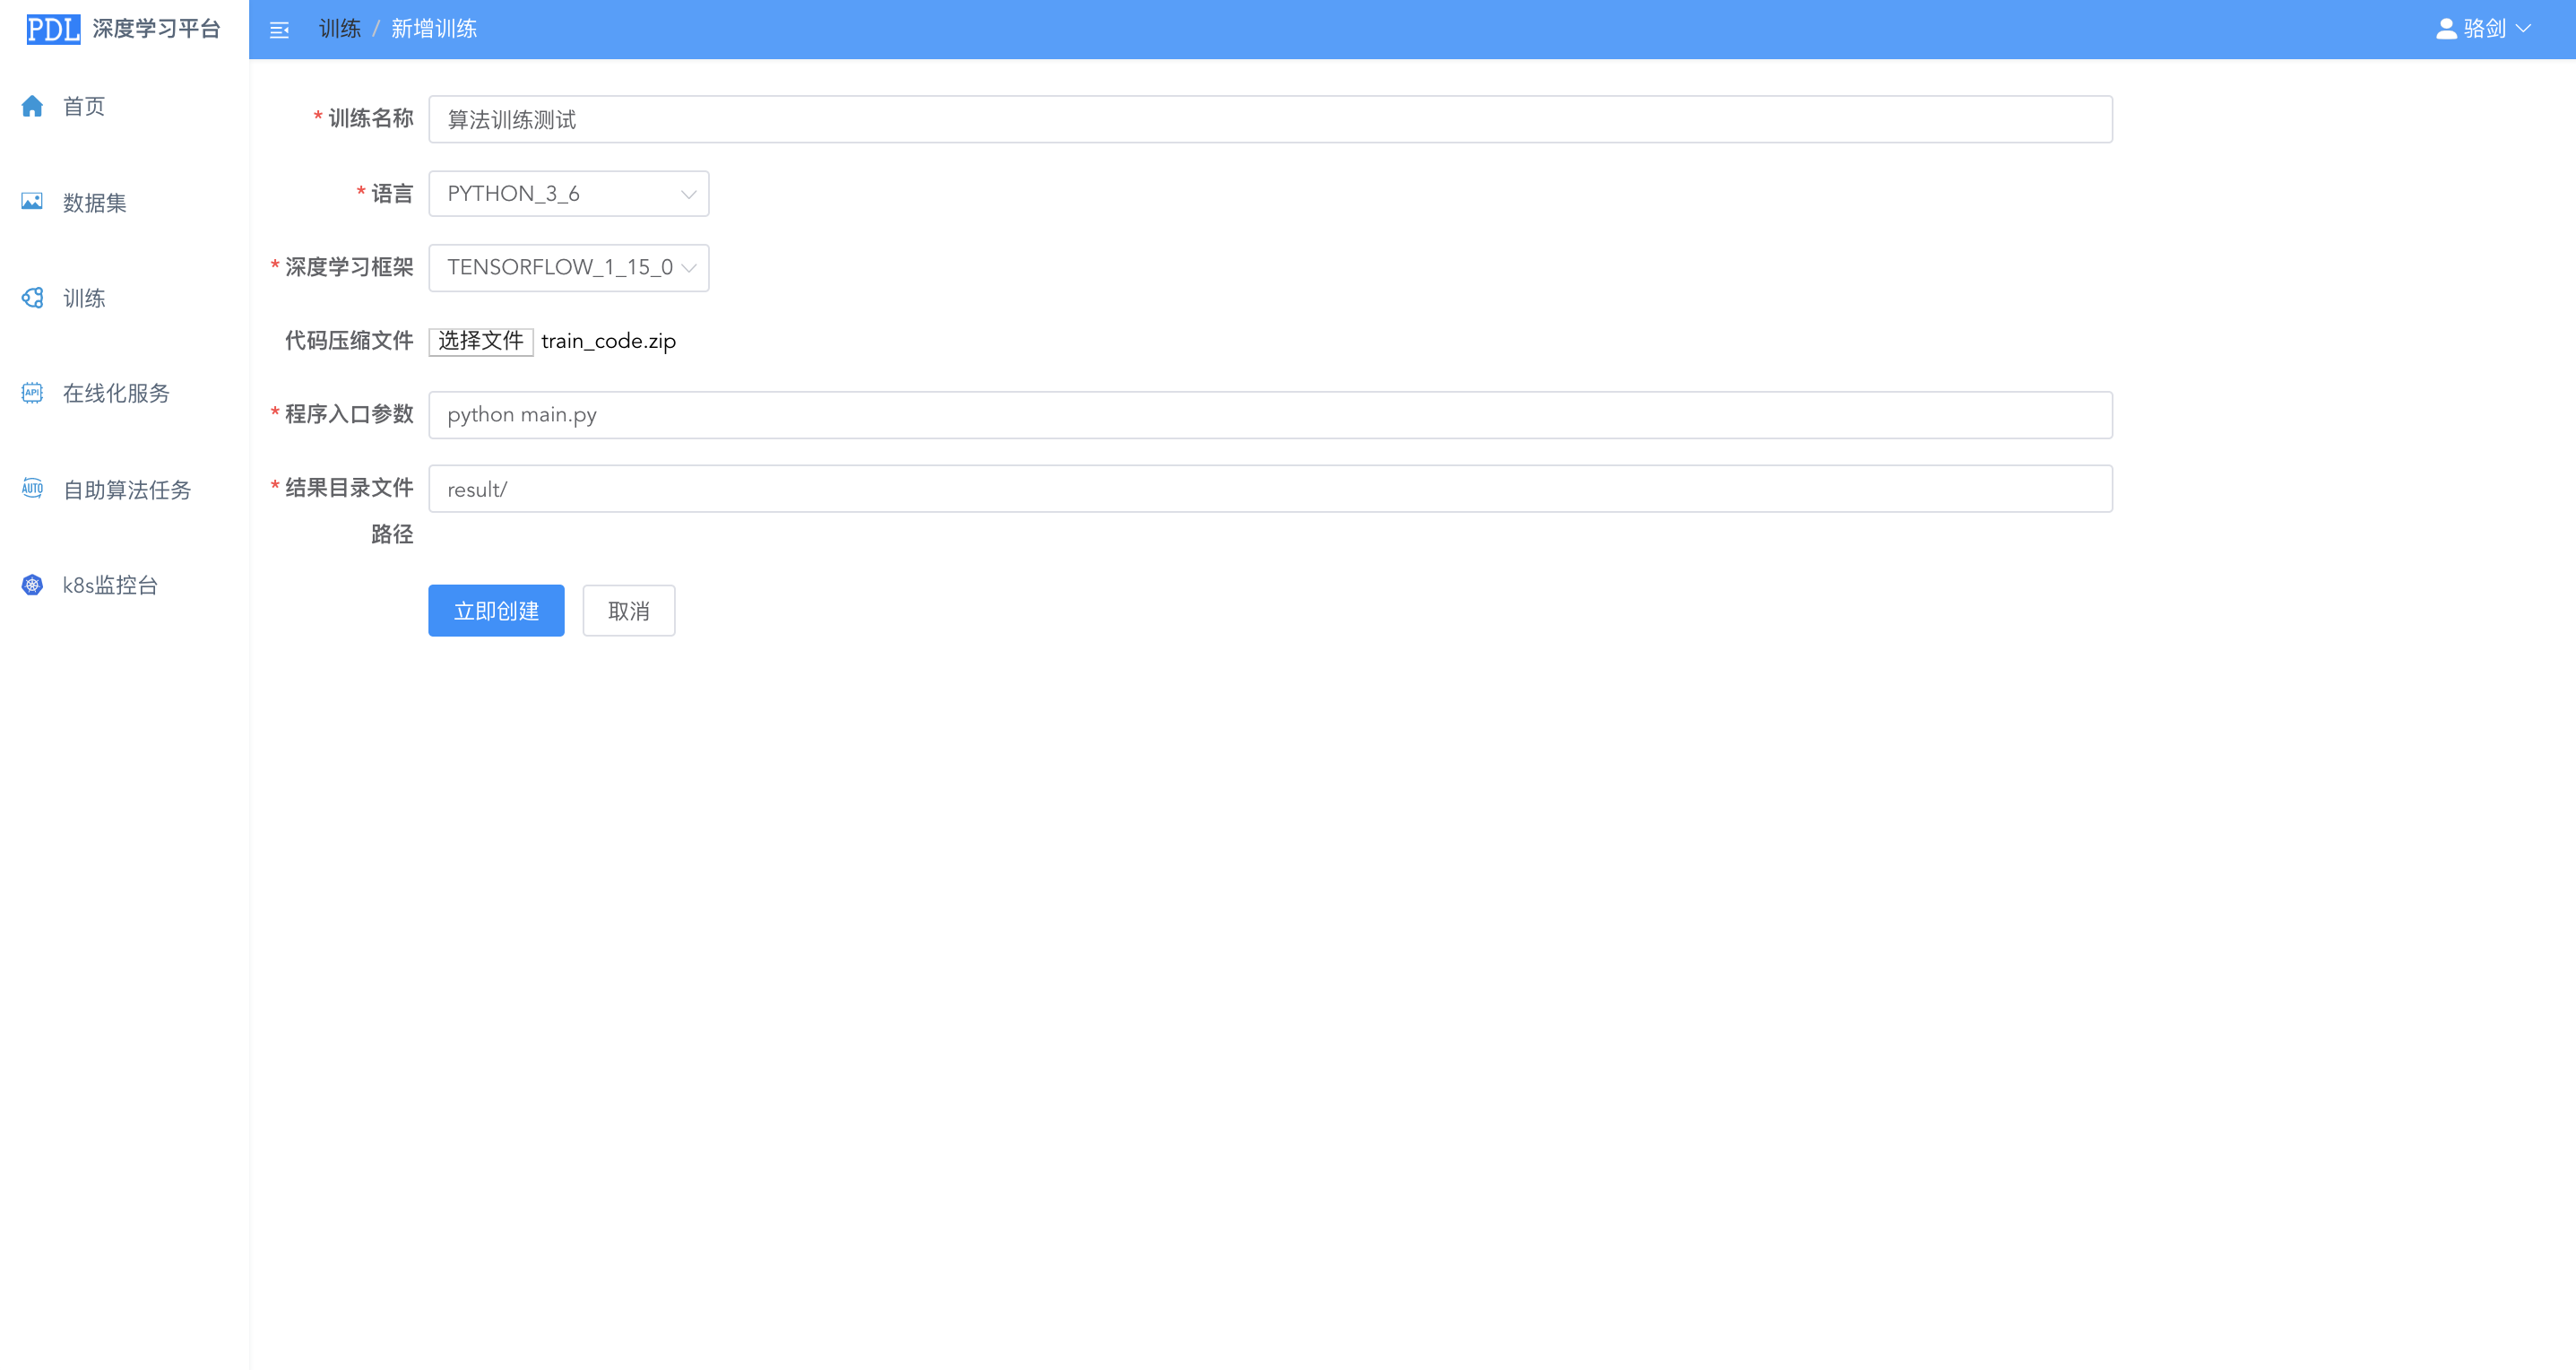 PDL 深度学习平台
训练 / 新增训练
骆剑
首页
数据集
训练
API 在线化服务
AUTO 自助算法任务
k8s监控台
* 训练名称 算法训练测试
* 语言 PYTHON_3_6
* 深度学习框架 TENSORFLOW_1_15_0
代码压缩文件 选择文件 train_code.zip
* 程序入口参数 python main.py
* 结果目录文件 result/
路径
立即创建 取消